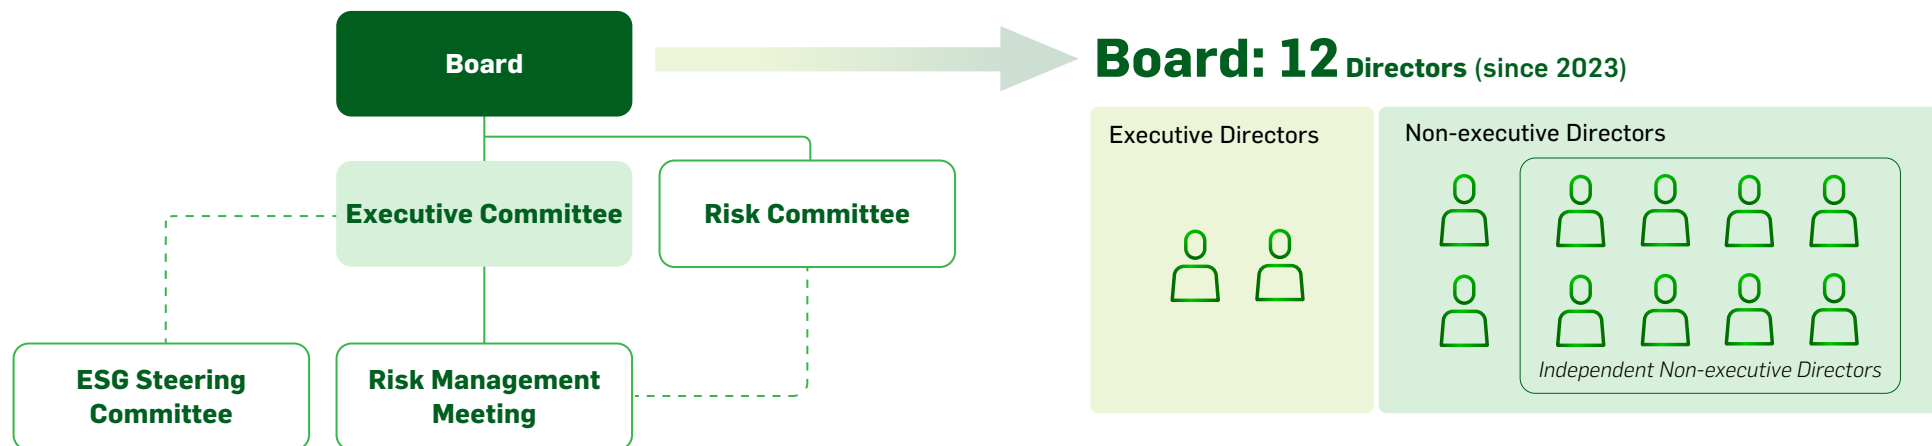 Board
Executive Committee
Risk Committee
ESG Steering
Committee
Risk Management
Meeting
Board: 12 Directors (since 2023)
Executive Directors
Non-executive Directors
Independent Non-executive Directors